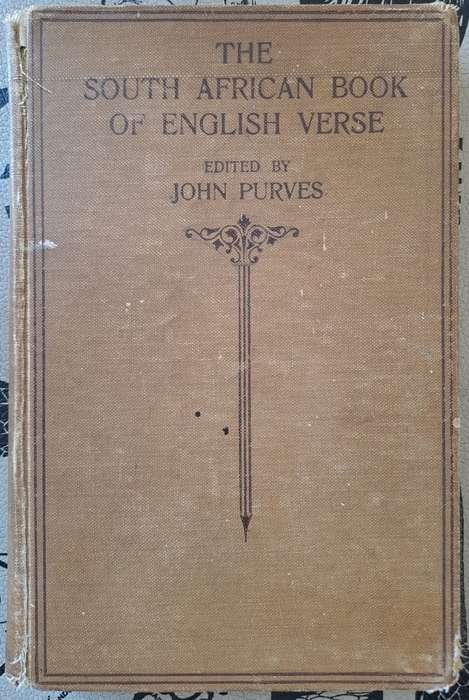 THE
SOUTH AFRICAN BOOK
OF ENGLISH VERSE
EDITED BY
JOHN PURVES